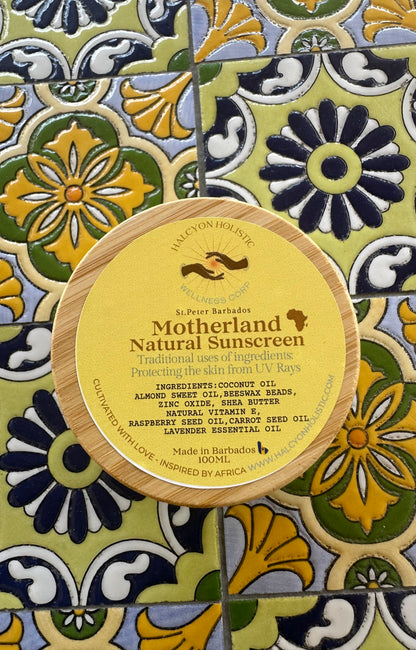 HALCYON HOLISTIC
WELLNESS CORP
St.Peter Barbados
Motherland
Natural Sunscreen
Traditional uses of ingredients:
Protecting the skin from UV Rays
INGREDIENTS:COCONUT OIL
ALMOND SWEET OIL,BEESWAX BEADS,
ZINC OXIDE, SHEA BUTTER
NATURAL VITAMIN E,
RASPBERRY SEED OIL,CARROT SEED OIL
LAVENDER ESSENTIAL OIL
Made in Barbados
100ML
CULTIVATED WITH LOVE - INSPIRED BY AFRICA WWW.HALCYONHOLISTIC.COM